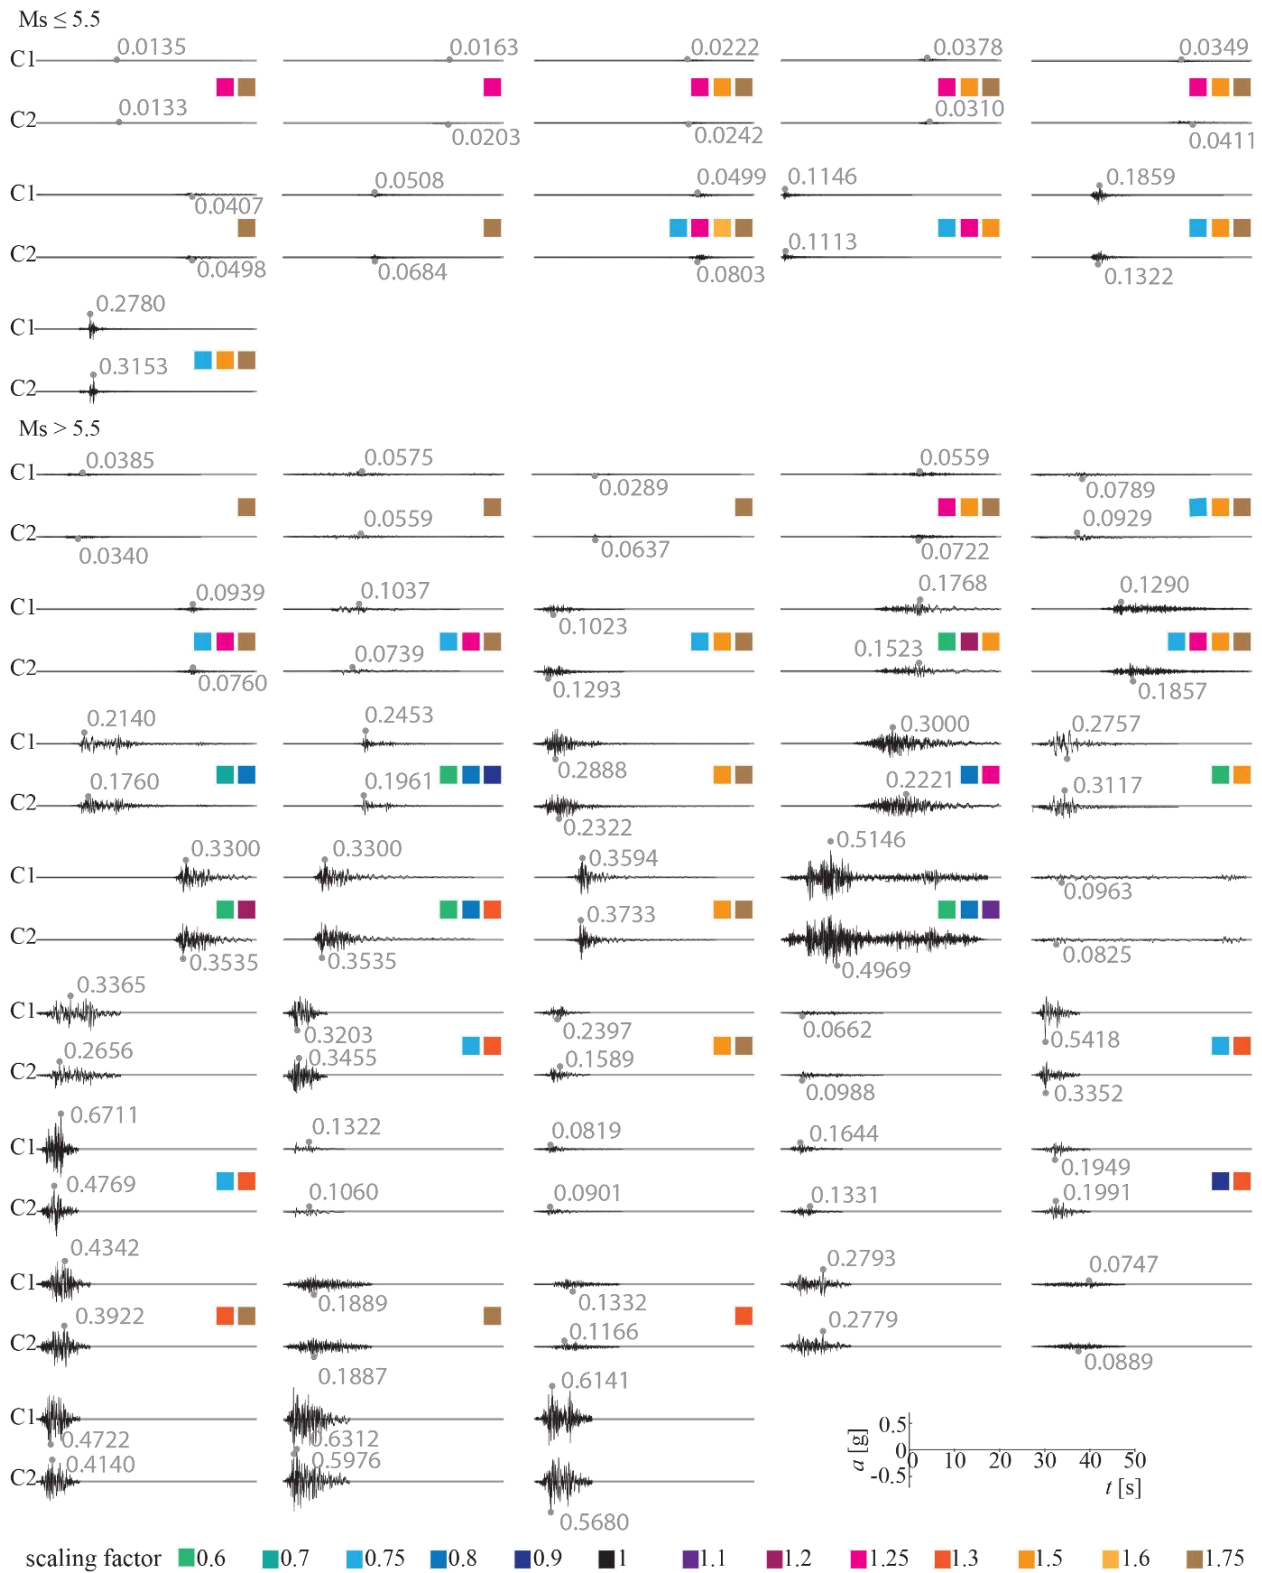 Ms ≤ 5.5
0.0135 0.0163 0.0222 0.0378 0.0349
C1
C2 0.0133 0.0203 0.0242 0.0310 0.0411
C1 0.0407 0.0508 0.0499 0.1146 0.1859
C2 0.0498 0.0684 0.0803 0.1113 0.1322
C1 0.2780
C2 0.3153
Ms > 5.5
C1 0.0385 0.0575 0.0289 0.0559 0.0789
C2 0.0340 0.0559 0.0637 0.0722 0.0929
C1 0.0939 0.1037 0.1023 0.1768 0.1290
C2 0.0760 0.0739 0.1293 0.1523 0.1857
C1 0.2140 0.2453 0.2888 0.3000 0.2757
C2 0.1760 0.1961 0.2322 0.2221 0.3117
C1 0.3300 0.3300 0.3594 0.5146 0.0963
C2 0.3535 0.3535 0.3733 0.4969 0.0825
C1 0.3365 0.3203 0.2397 0.0662 0.5418
C2 0.2656 0.3455 0.1589 0.0988 0.3352
C1 0.6711 0.1322 0.0819 0.1644 0.1949
C2 0.4769 0.1060 0.0901 0.1331 0.1991
C1 0.4342 0.1889 0.1332 0.2793 0.0747
C2 0.3922 0.1887 0.1166 0.2779 0.0889
C1 0.4722 0.6312 0.6141
C2 0.4140 0.5976 0.5680
a [g]
0.5
0
-0.5
0 10 20 30 40 50
t [s]
scaling factor 0.6 0.7 0.75 0.8 0.9 1 1.1 1.2 1.25 1.3 1.5 1.6 1.75